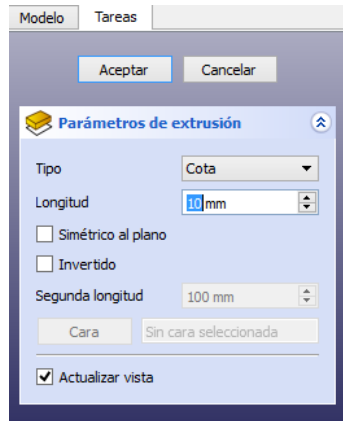 Modelo Tareas
Aceptar Cancelar
Parámetros de extrusión
Tipo Cota
Longitud 10 mm
Simétrico al plano
Invertido
Segunda longitud 100 mm
Cara Sin cara seleccionada
Actualizar vista